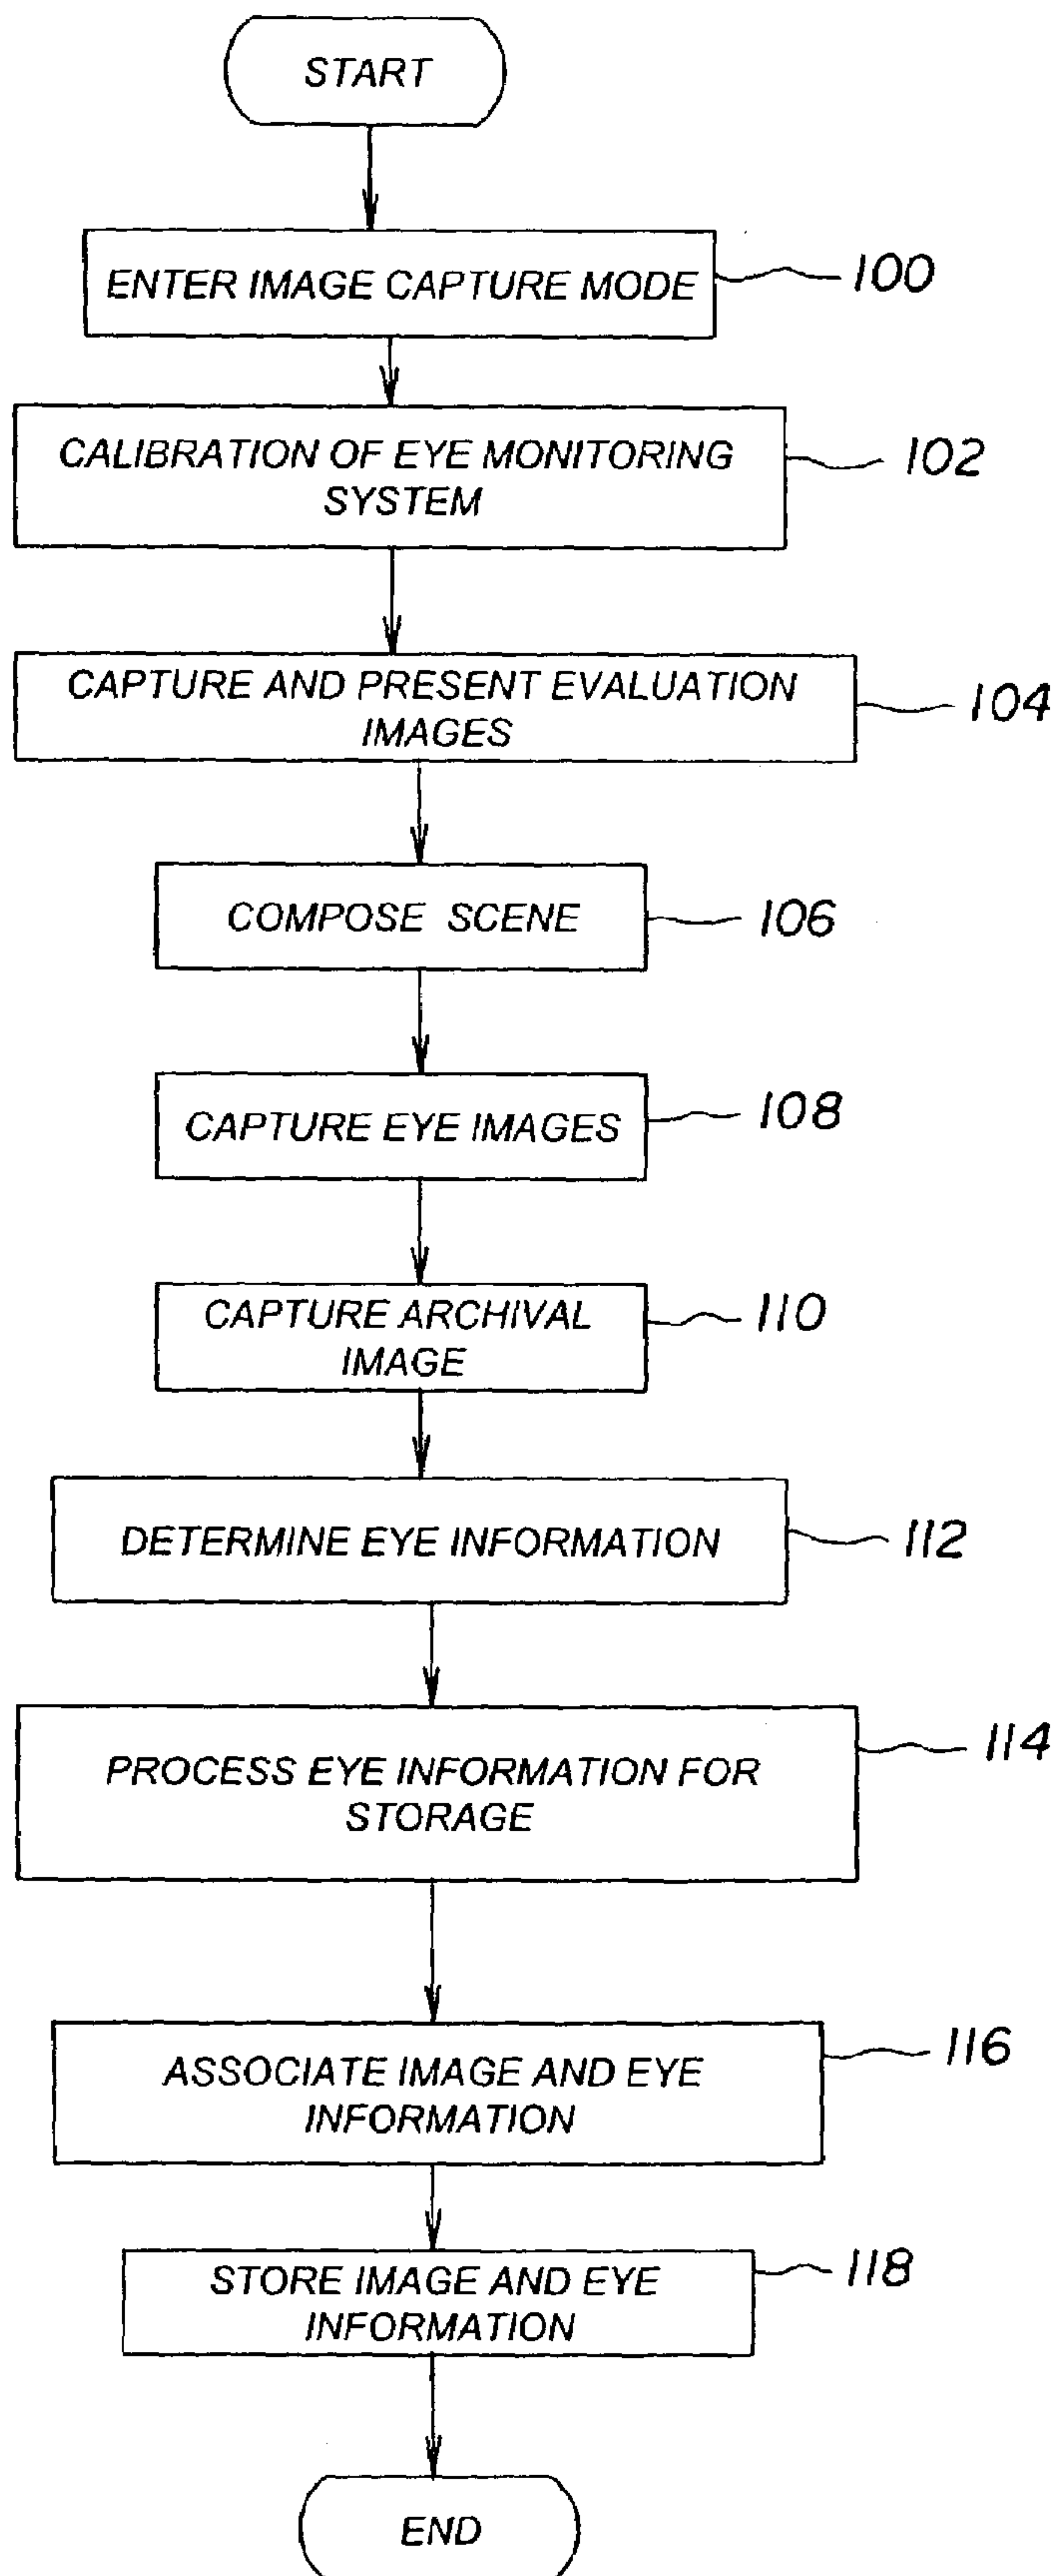 START
ENTER IMAGE CAPTURE MODE
100
CALIBRATION OF EYE MONITORING
SYSTEM
102
CAPTURE AND PRESENT EVALUATION
IMAGES
104
COMPOSE SCENE
106
CAPTURE EYE IMAGES
108
CAPTURE ARCHIVAL
IMAGE
110
DETERMINE EYE INFORMATION
112
PROCESS EYE INFORMATION FOR
STORAGE
114
ASSOCIATE IMAGE AND EYE
INFORMATION
116
STORE IMAGE AND EYE
INFORMATION
118
END